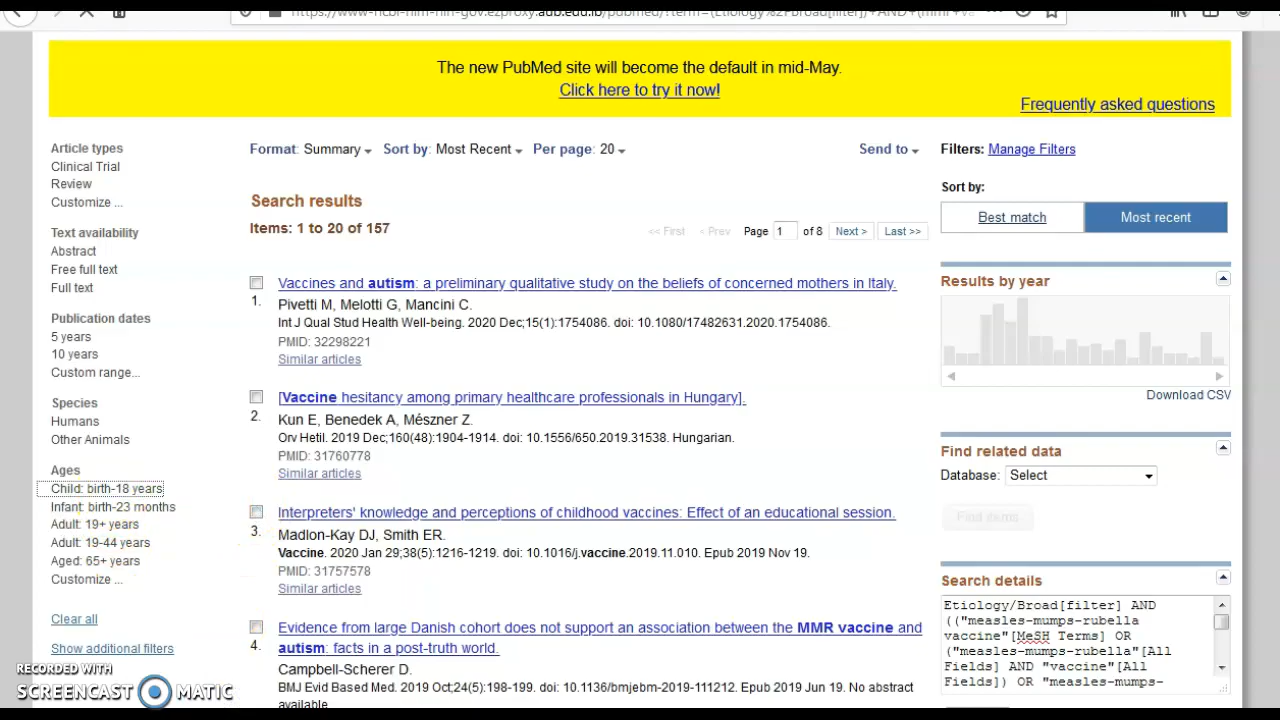 The new PubMed site will become the default in mid-May.
Click here to try it now!
Frequently asked questions
Article types
Clinical Trial
Review
Customize ...
Text availability
Abstract
Free full text
Full text
Publication dates
5 years
10 years
Custom range...
Species
Humans
Other Animals
Ages
Child: birth-18 years
Infant: birth-23 months
Adult: 19+ years
Adult: 19-44 years
Aged: 65+ years
Customize ...
Clear all
Show additional filters
Format: Summary Sort by: Most Recent Per page: 20 Send to
Search results
Items: 1 to 20 of 157
<< First < Prev Page 1 of 8 Next > Last >>
Vaccines and autism: a preliminary qualitative study on the beliefs of concerned mothers in Italy.
1. Pivetti M, Melotti G, Mancini C.
Int J Qual Stud Health Well-being. 2020 Dec;15(1):1754086. doi: 10.1080/17482631.2020.1754086.
PMID: 32298221
Similar articles
[Vaccine hesitancy among primary healthcare professionals in Hungary].
2. Kun E, Benedek A, Mészner Z.
Orv Hetil. 2019 Dec;160(48):1904-1914. doi: 10.1556/650.2019.31538. Hungarian.
PMID: 31760778
Similar articles
Interpreters' knowledge and perceptions of childhood vaccines: Effect of an educational session.
3. Madlon-Kay DJ, Smith ER.
Vaccine. 2020 Jan 29;38(5):1216-1219. doi: 10.1016/j.vaccine.2019.11.010. Epub 2019 Nov 19.
PMID: 31757578
Similar articles
Evidence from large Danish cohort does not support an association between the MMR vaccine and
4. autism: facts in a post-truth world.
Campbell-Scherer D.
BMJ Evid Based Med. 2019 Oct;24(5):198-199. doi: 10.1136/bmjebm-2019-111212. Epub 2019 Jun 19. No abstract
available.
Filters: Manage Filters
Sort by:
Best match Most recent
Results by year
Download CSV
Find related data
Database: Select
Find items
Search details
Etiology/Broad[filter] AND
(("measles-mumps-rubella
vaccine"[MeSH Terms] OR
("measles-mumps-rubella"[All
Fields] AND "vaccine"[All
Fields]) OR "measles-mumps-
RECORDED WITH
SCREENCAST MATIC